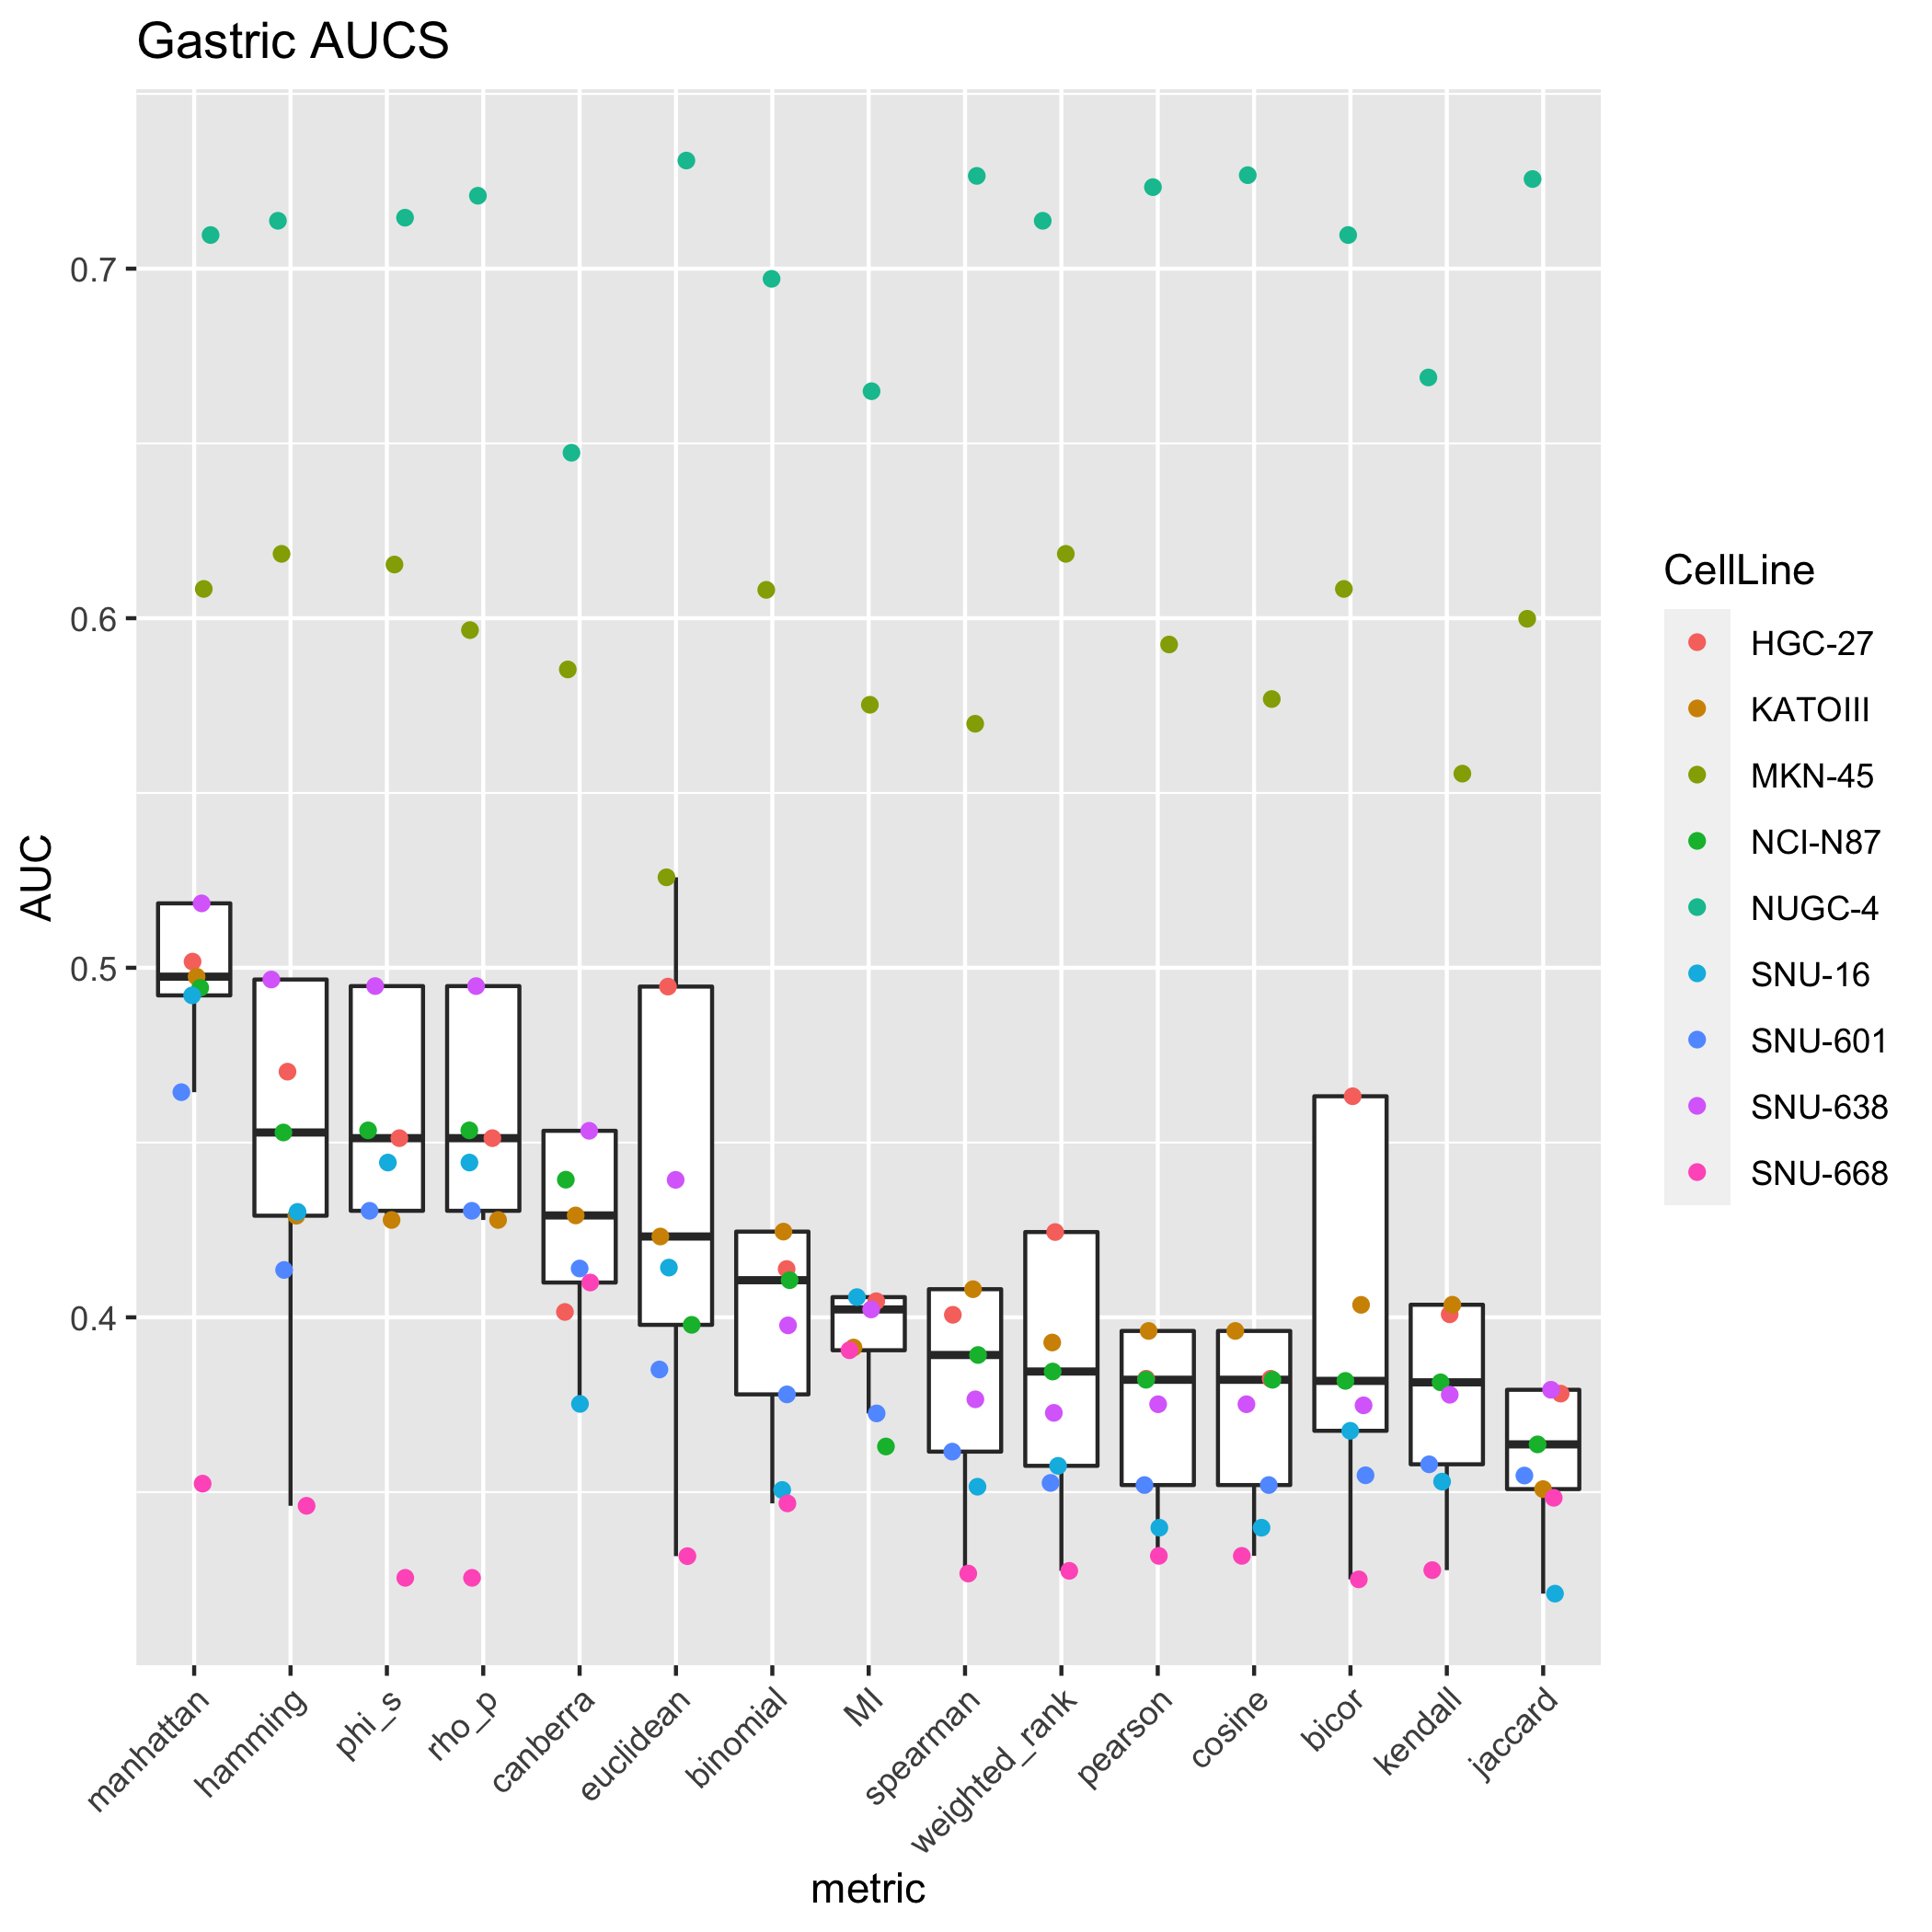 Gastric AUCS
AUC
0.7
0.6
0.5
0.4
manhattan
hamming
phi_s
rho_p
canberra
euclidean
binomial
MI
spearman
weighted_rank
pearson
cosine
bicor
kendall
jaccard
metric
CellLine
HGC-27
KATOIII
MKN-45
NCI-N87
NUGC-4
SNU-16
SNU-601
SNU-638
SNU-668